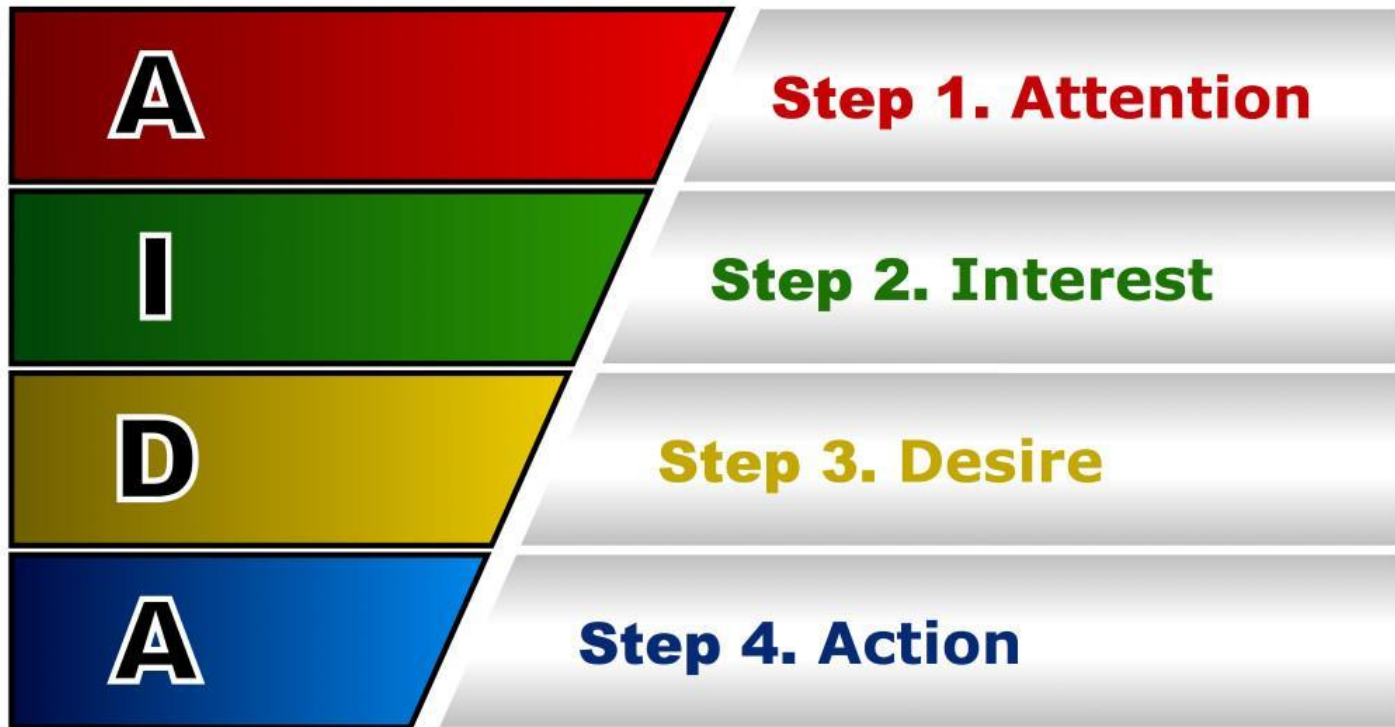 A
Step 1. Attention
I
Step 2. Interest
D
Step 3. Desire
A
Step 4. Action